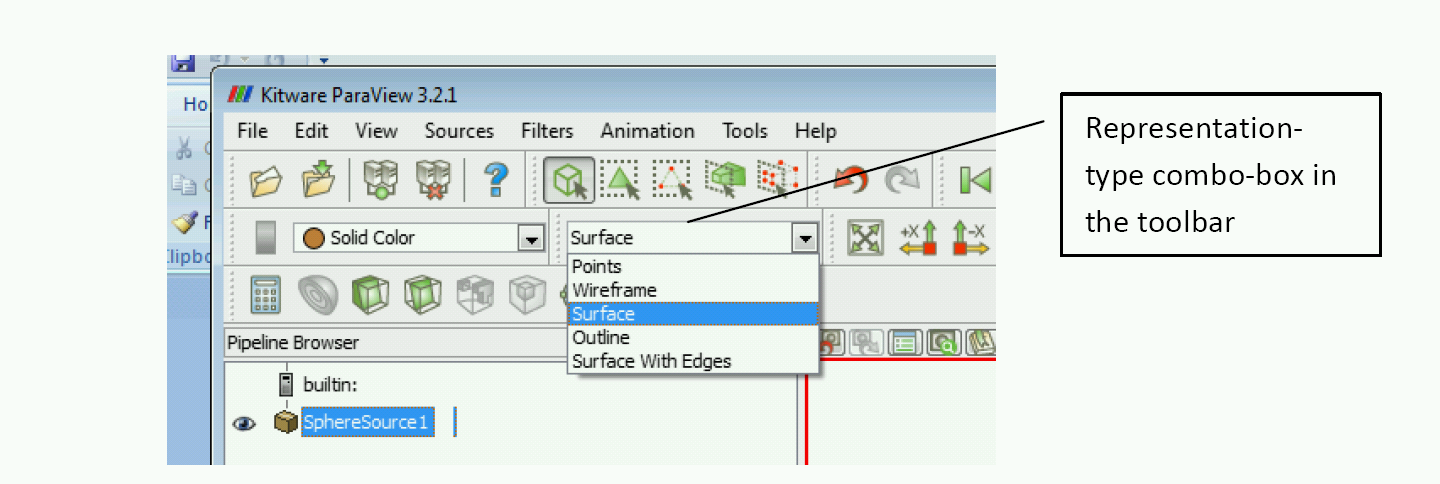 Kitware ParaView 3.2.1
Ho
File Edit View Sources Filters Animation Tools Help
Representation-
type combo-box in
the toolbar
+X -X
Solid Color
Surface
Points
Wireframe
Surface
Outline
Surface With Edges
Pipeline Browser
builtin:
SphereSource1